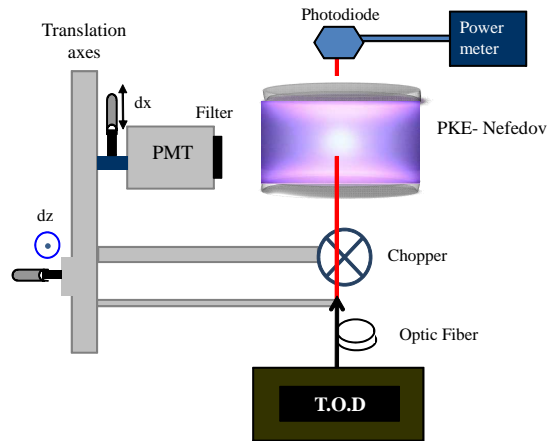 Photodiode
Power
meter
Translation
axes
dx
Filter
PMT
PKE- Nefedov
dz
Chopper
Optic Fiber
T.O.D